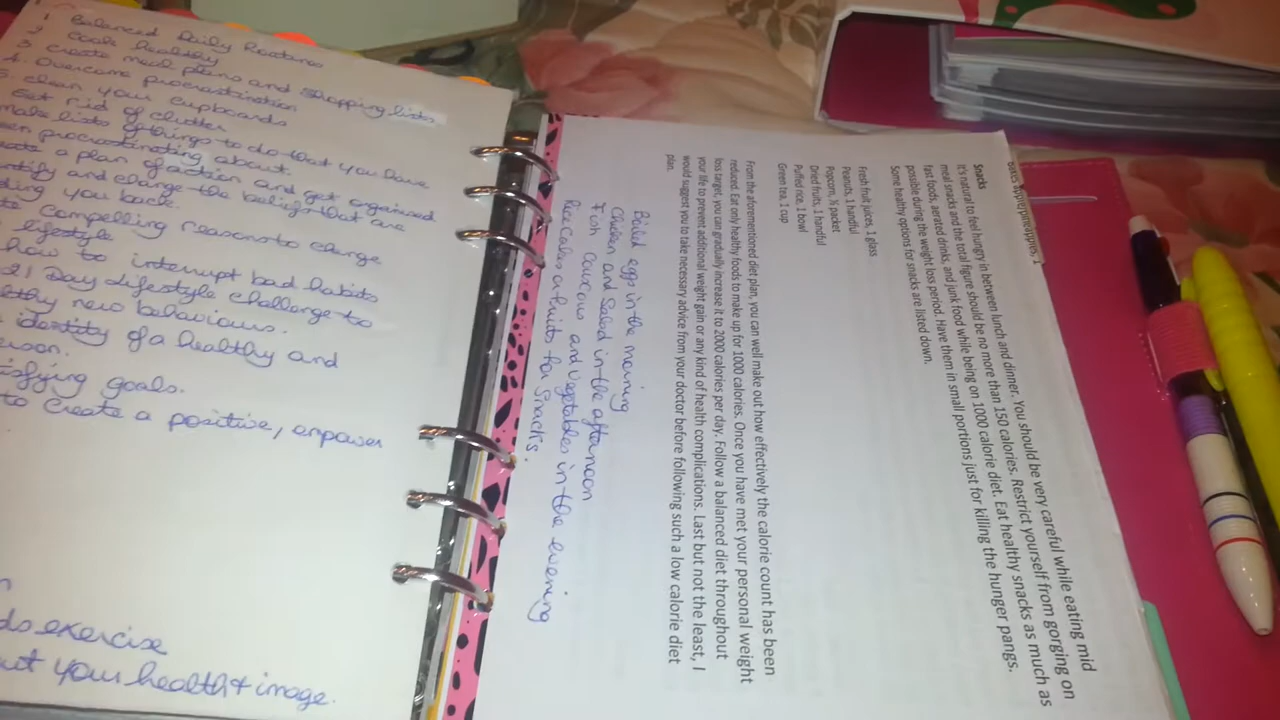 1 Balanced Daily Routines
2 Cook healthy
3 create meal plans and shopping lists
4. Overcome procrastination
5. clean your cupboards
Get rid of clutter
make lists of things to do that you have
been procrastinating about.
create a plan of action and get organised
identify and change the beliefs that are
holding you back.
compelling reasons to change
lifestyle
how to interrupt bad habits
21 Day Lifestyle challenge to
healthy new behaviours.
identity of a healthy and
person.
satisfying goals.
to create a positive, empower
exercise
your health & image.
Snacks
It's natural to feel hungry in between lunch and dinner. You should be very careful while eating mid
meal snacks and the total figure should be no more than 150 calories. Restrict yourself from gorging on
fast foods, aerated drinks, and junk food while being on 1000 calorie diet. Eat healthy snacks as much as
possible during the weight loss period. Have them in small portions just for killing the hunger pangs.
Some healthy options for snacks are listed down.
Fresh fruit juices, 1 glass
Peanuts, 1 handful
Popcorn, ½ packet
Dried fruits, 1 handful
Puffed rice, 1 bowl
Green tea, 1 cup
From the aforementioned diet plan, you can well make out how effectively the calorie count has been
reduced. Eat only healthy foods to make up for 1000 calories. Once you have met your personal weight
loss target, you can gradually increase it to 2000 calories per day. Follow a balanced diet throughout
your life to prevent additional weight gain or any kind of health complications. Last but not the least, I
would suggest you to take necessary advice from your doctor before following such a low calorie diet
plan.
Boiled eggs in the morning
Chicken and Salad in the afternoon
Fish Coucous and Vegetables in the evening
Rice Cakes or fruits for Snacks.